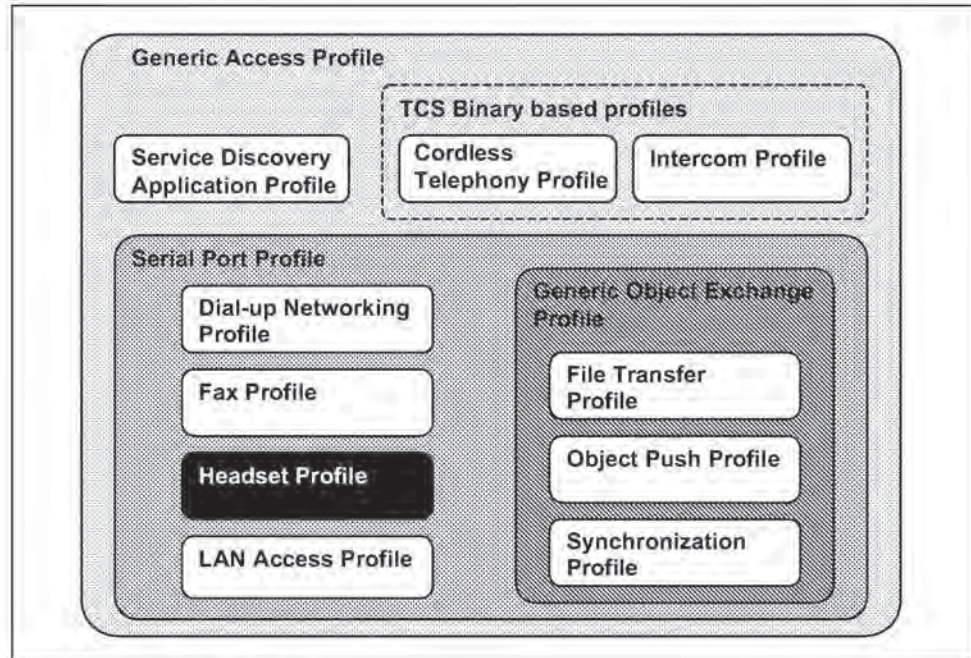 Generic Access Profile
TCS Binary based profiles
Service Discovery
Application Profile
Cordless
Telephony Profile
Intercom Profile
Serial Port Profile
Dial-up Networking
Profile
Fax Profile
Headset Profile
LAN Access Profile
Generic Object Exchange
Profile
File Transfer
Profile
Object Push Profile
Synchronization
Profile